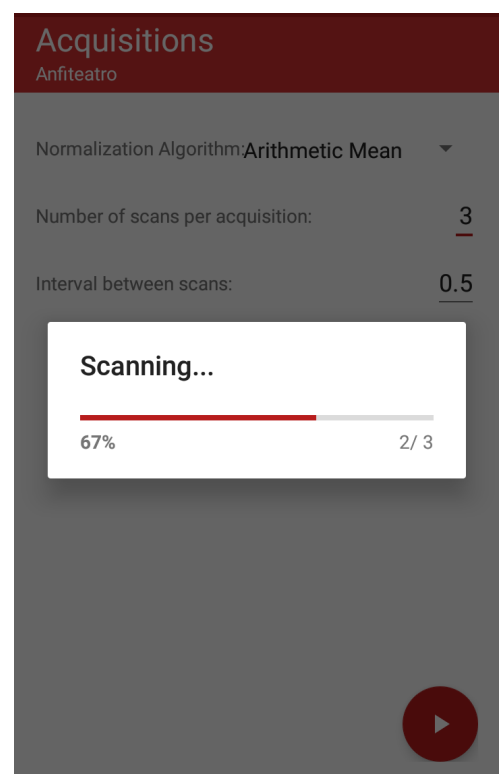 Acquisitions
Anfiteatro
Normalization Algorithm:Arithmetic Mean
Number of scans per acquisition: 3
Interval between scans: 0.5
Scanning...
67% 2/ 3